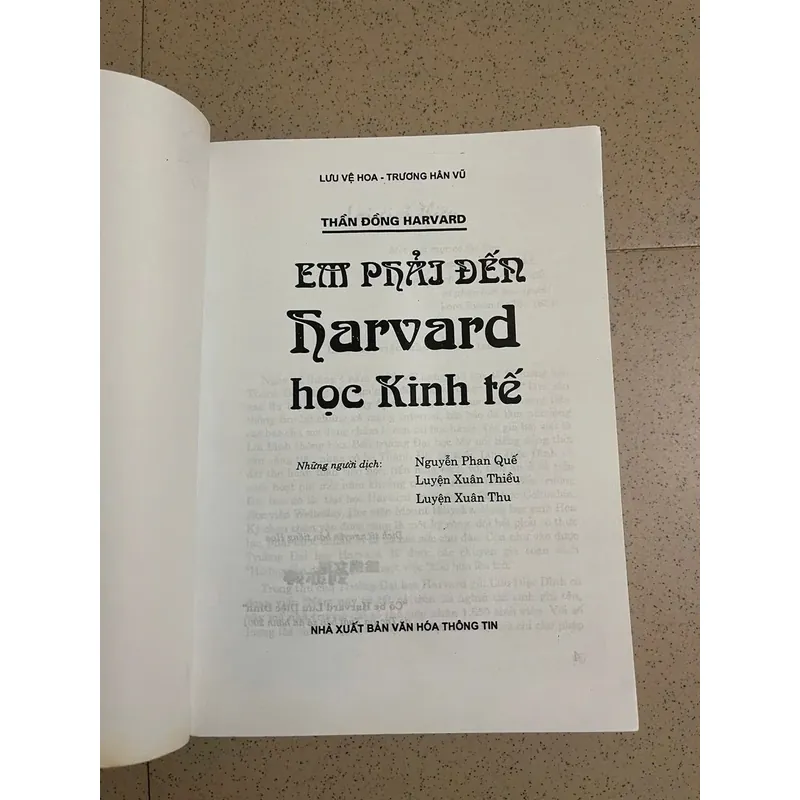 LƯU VỆ HOA - TRƯƠNG HÂN VŨ
THẦN ĐỒNG HARVARD
EM PHẢI ĐẾN
Harvard
học Kinh tế
Những người dịch: Nguyễn Phan Quế
Luyện Xuân Thiều
Luyện Xuân Thu
NHÀ XUẤT BẢN VĂN HÓA THÔNG TIN